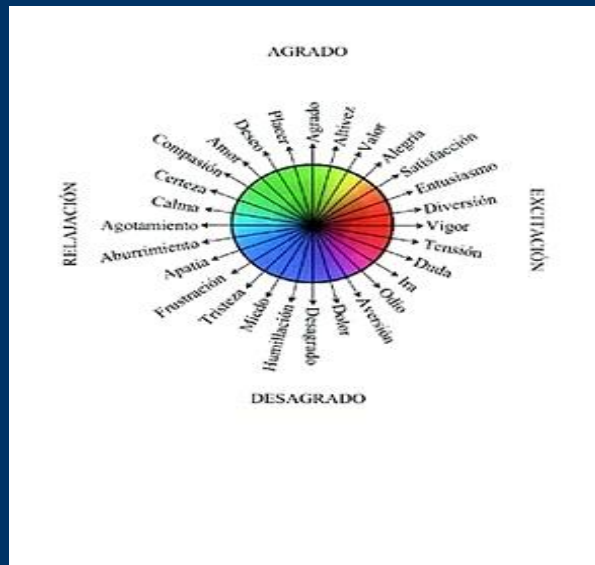 AGRADO
Agrado
Altivez
Valor
Alegría
Satisfacción
Entusiasmo
Diversión
Vigor
Tensión
Duda
Ira
Odio
Aversión
Dolor
Desagrado
Humillación
Miedo
Tristeza
Frustración
Apatía
Aburrimiento
Agotamiento
Calma
Certeza
Compasión
Amor
Deseo
Placer
RELAJACIÓN
EXCITACIÓN
DESAGRADO